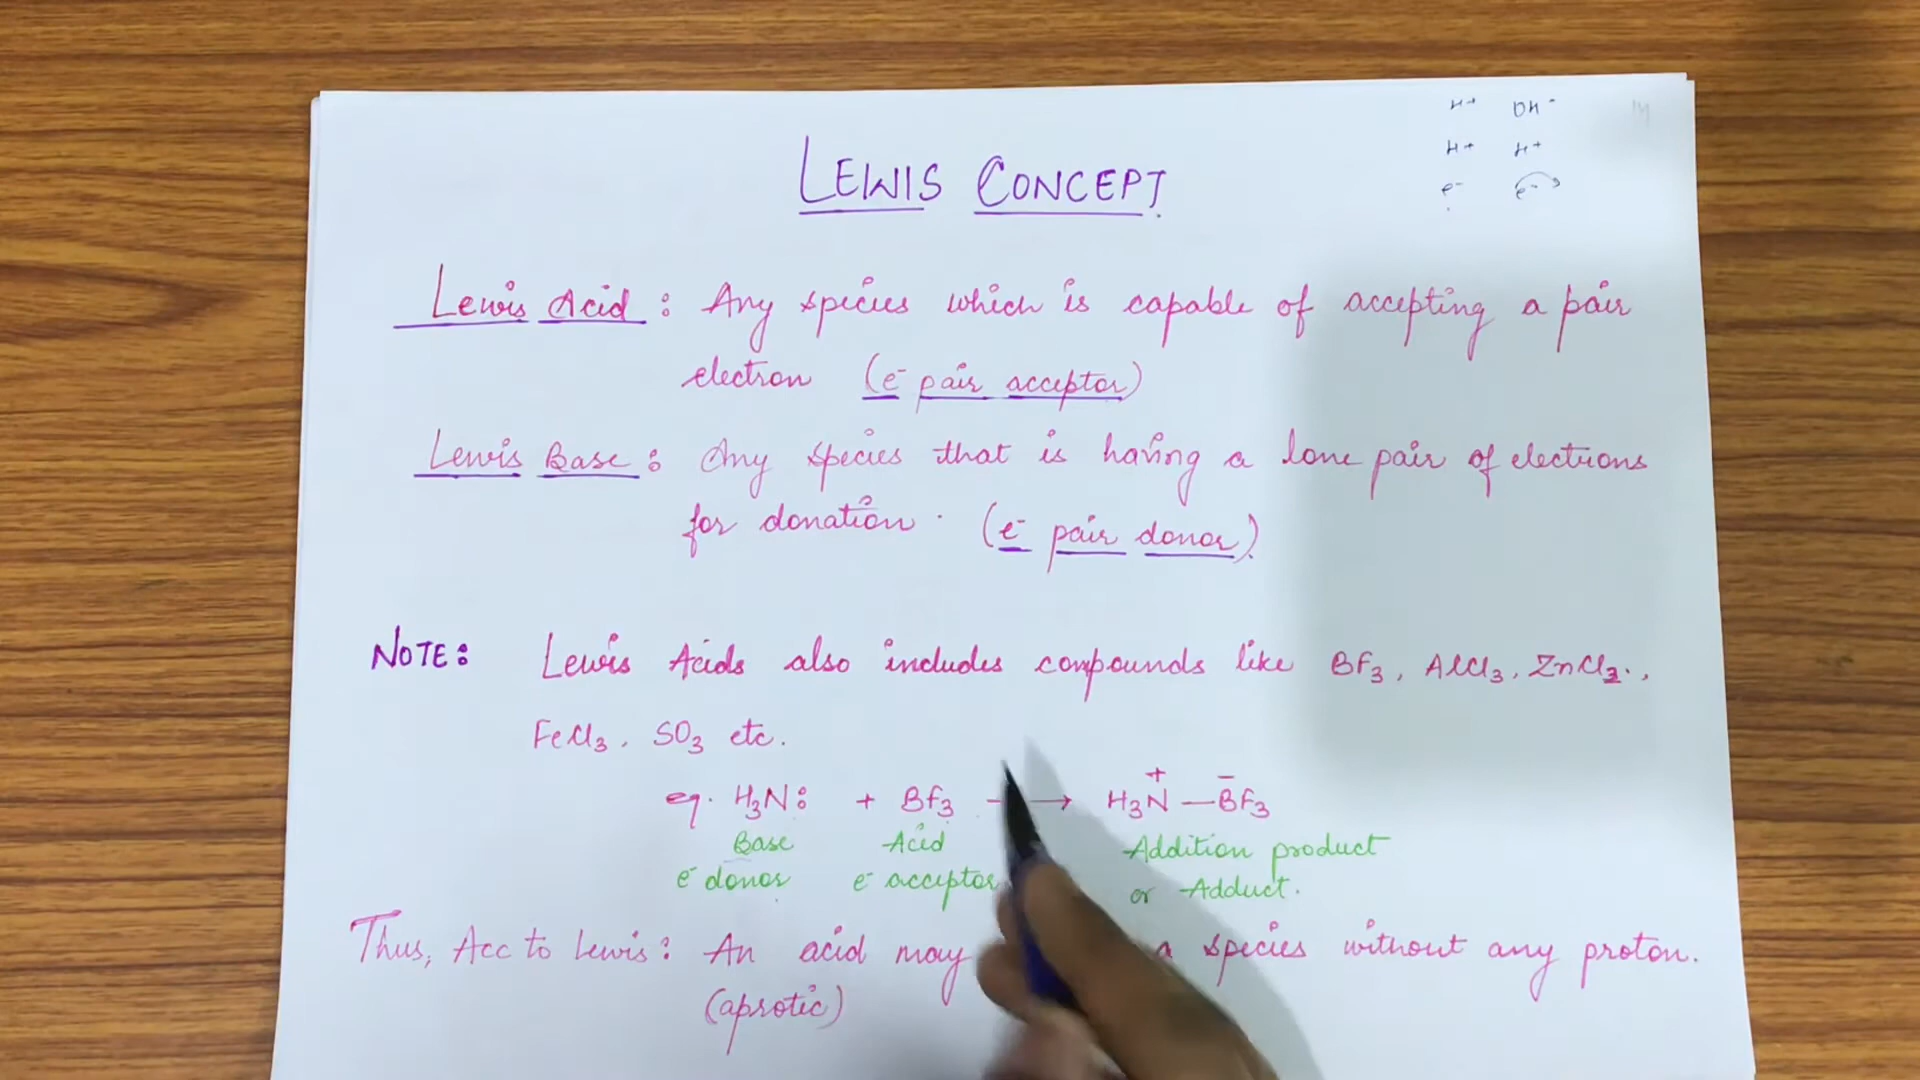 H+ OH-
H+ H+
e- e-
LEWIS CONCEPT
Lewis Acid: Any species which is capable of accepting a pair
electron (e- pair acceptor)
Lewis Base: Any species that is having a lone pair of electrons
for donation. (e- pair donor)
NOTE: Lewis Acids also includes compounds like BF3, AlCl3, ZnCl2.,
FeCl3, SO3 etc.
+ -
eg. H3N: + BF3 → H3N—BF3
Base Acid Addition product
e- donor e- acceptor or Adduct.
Thus, Acc to Lewis: An acid may a species without any proton.
(aprotic)